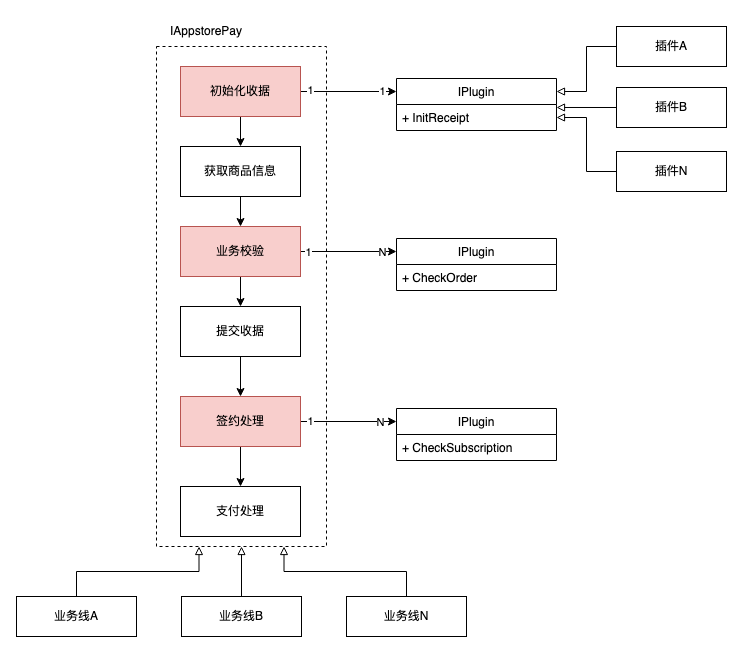 IAppstorePay
初始化收据
1
1
IPlugin
+ InitReceipt
插件A
插件B
插件N
获取商品信息
业务校验
1
N
IPlugin
+ CheckOrder
提交收据
签约处理
1
N
IPlugin
+ CheckSubscription
支付处理
业务线A
业务线B
业务线N